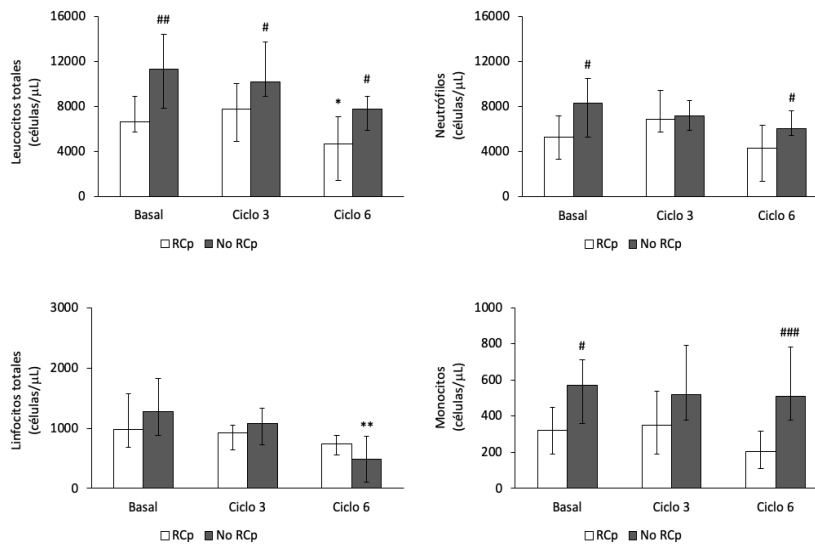 Leucocitos totales
(células/µL)
16000
12000
8000
4000
0
##
#
*
#
Basal
Ciclo 3
Ciclo 6
RCp
No RCp
Neutrófilos
(células/µL)
16000
12000
8000
4000
0
#
#
Basal
Ciclo 3
Ciclo 6
RCp
No RCp
Linfocitos totales
(células/µL)
3000
2000
1000
0
**
Basal
Ciclo 3
Ciclo 6
RCp
No RCp
Monocitos
(células/µL)
1000
800
600
400
200
0
#
###
Basal
Ciclo 3
Ciclo 6
RCp
No RCp